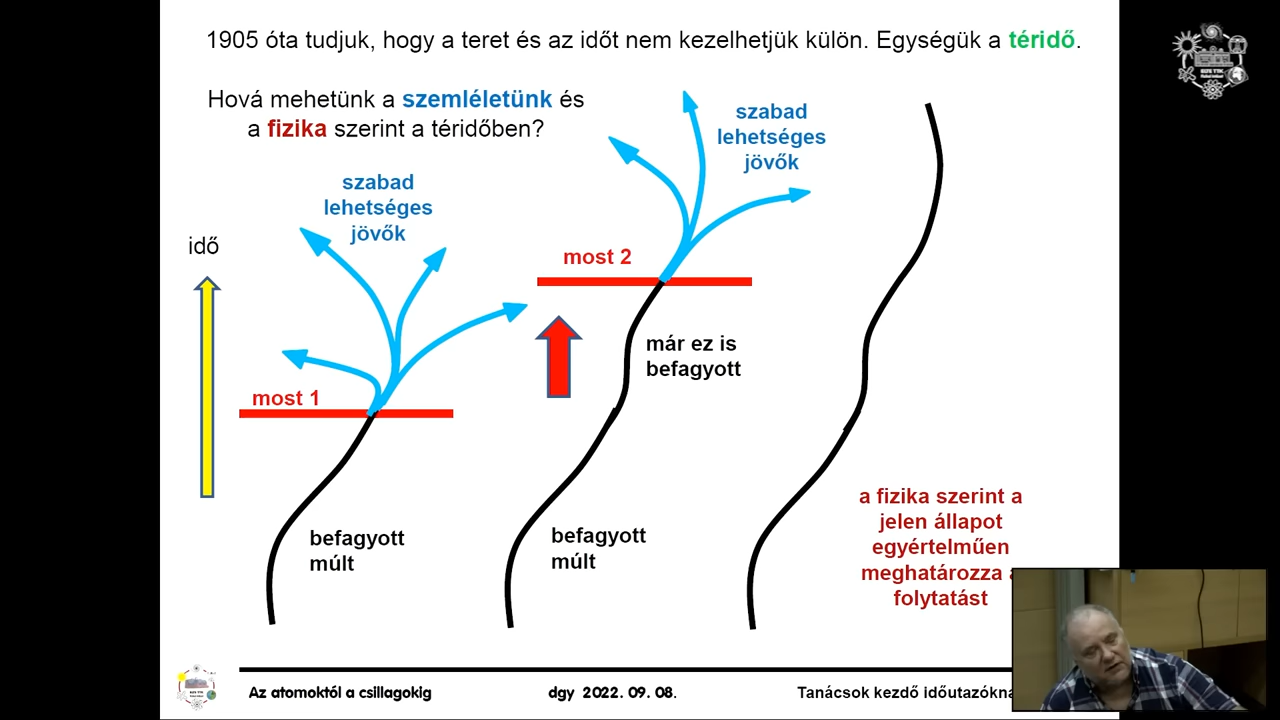 1905 óta tudjuk, hogy a teret és az időt nem kezelhetjük külön. Egységük a téridő.
Hová mehetünk a szemléletünk és
a fizika szerint a téridőben?
szabad
lehetséges
jövők
szabad
lehetséges
jövők
idő
most 2
már ez is
befagyott
most 1
a fizika szerint a
jelen állapot
egyértelműen
meghatározza a
folytatást
befagyott
múlt
befagyott
múlt
Az atomoktól a csillagokig
dgy 2022. 09. 08.
Tanácsok kezdő